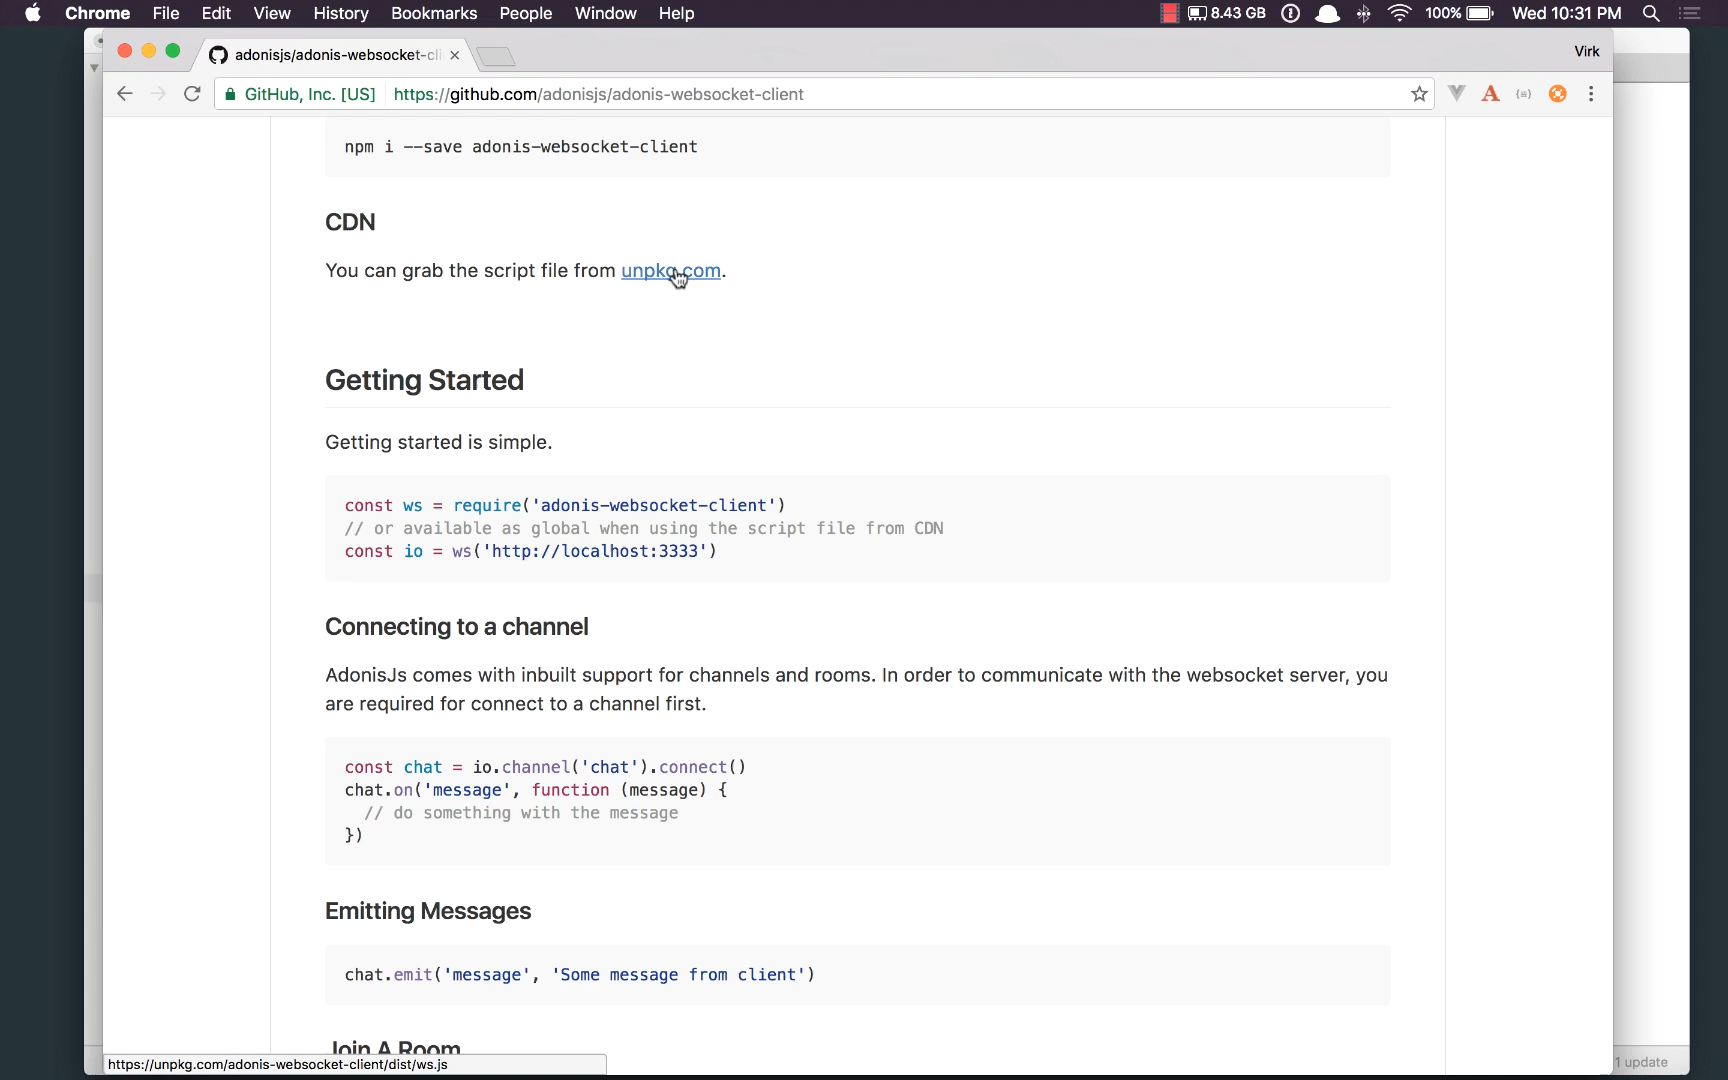 Chrome File Edit View History Bookmarks People Window Help 8.43 GB 100% Wed 10:31 PM
adonisjs/adonis-websocket-cli Virk
GitHub, Inc. [US] https://github.com/adonisjs/adonis-websocket-client
npm i --save adonis-websocket-client
CDN
You can grab the script file from unpkg.com.
Getting Started
Getting started is simple.
const ws = require('adonis-websocket-client')
// or available as global when using the script file from CDN
const io = ws('http://localhost:3333')
Connecting to a channel
AdonisJs comes with inbuilt support for channels and rooms. In order to communicate with the websocket server, you
are required for connect to a channel first.
const chat = io.channel('chat').connect()
chat.on('message', function (message) {
// do something with the message
})
Emitting Messages
chat.emit('message', 'Some message from client')
Join A Room
https://unpkg.com/adonis-websocket-client/dist/ws.js
1 update